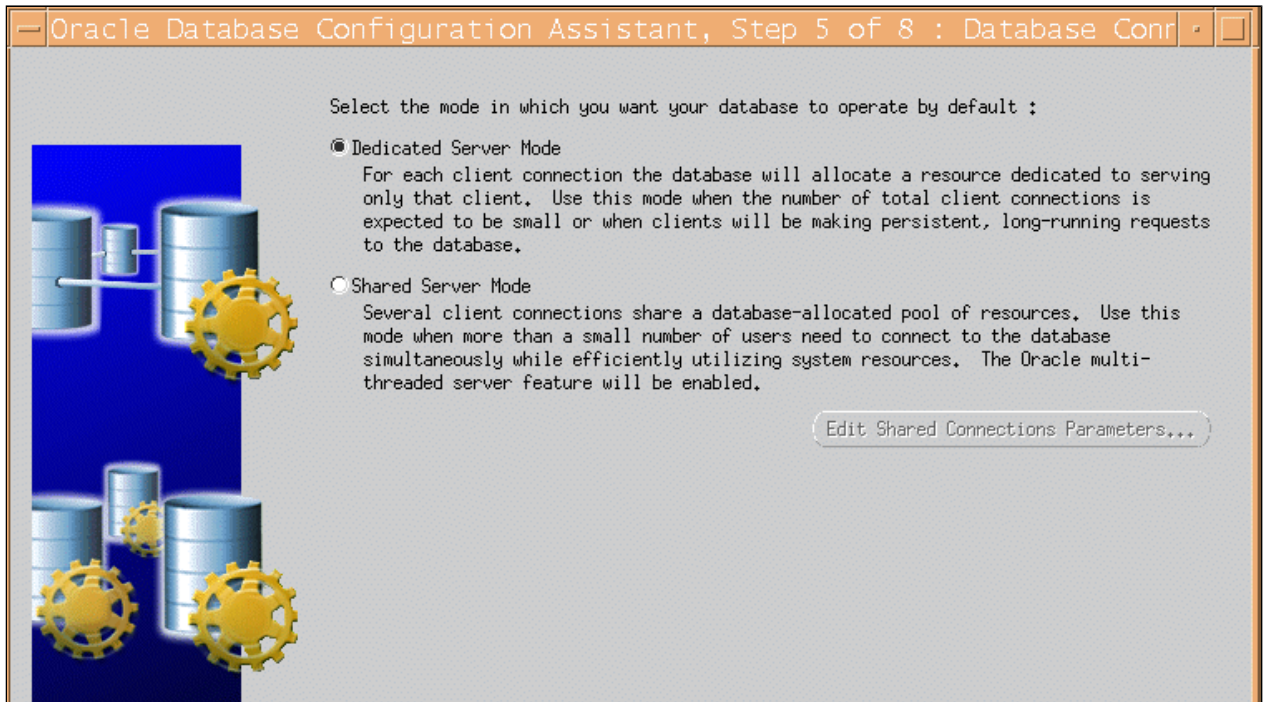 Oracle Database Configuration Assistant, Step 5 of 8 : Database Conr
Select the mode in which you want your database to operate by default :
Dedicated Server Mode
For each client connection the database will allocate a resource dedicated to serving
only that client.  Use this mode when the number of total client connections is
expected to be small or when clients will be making persistent, long-running requests
to the database.
Shared Server Mode
Several client connections share a database-allocated pool of resources.  Use this
mode when more than a small number of users need to connect to the database
simultaneously while efficiently utilizing system resources.  The Oracle multi-
threaded server feature will be enabled.
Edit Shared Connections Parameters...